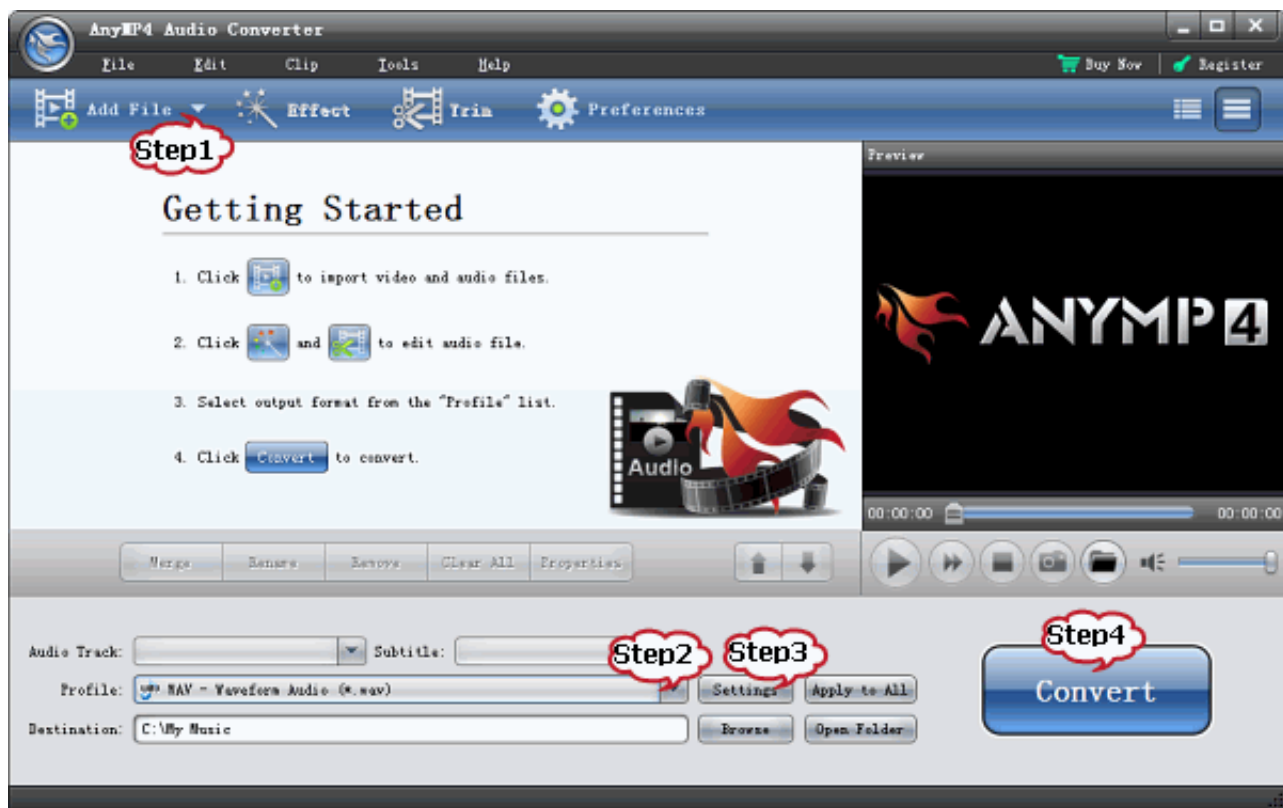 AnyMP4 Audio Converter
File Edit Clip Tools Help Buy Now Register
Add File Effect Trim Preferences
Step1
Preview
Getting Started
1. Click to import video and audio files.
2. Click and to edit audio file.
3. Select output format from the "Profile" list.
4. Click Convert to convert.
Audio
ANYMP4
00:00:00 00:00:00
Merge Rename Remove Clear All Properties
Step2 Step3 Step4
Audio Track: Subtitle:
Profile: WAV - Waveform Audio (*.wav) Settings Apply to All Convert
Destination: C:\My Music Browse Open Folder